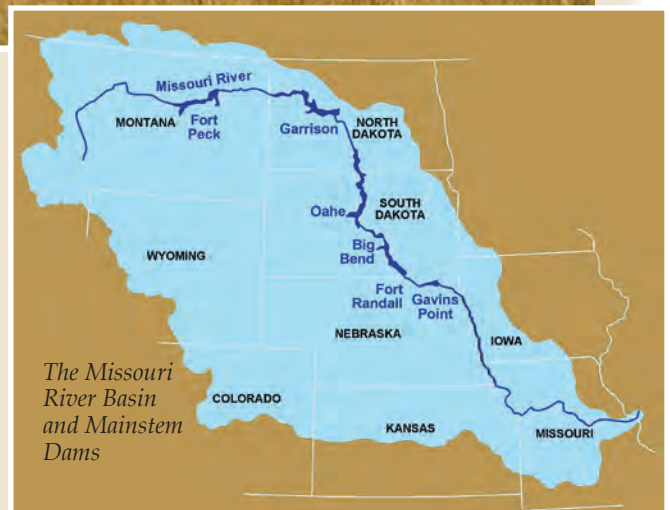 Missouri River
MONTANA
Fort
Peck
Garrison
NORTH
DAKOTA
Oahe
SOUTH
DAKOTA
Big
Bend
WYOMING
Fort
Randall
Gavins
Point
NEBRASKA
IOWA
The Missouri
River Basin
and Mainstem
Dams
COLORADO
KANSAS
MISSOURI